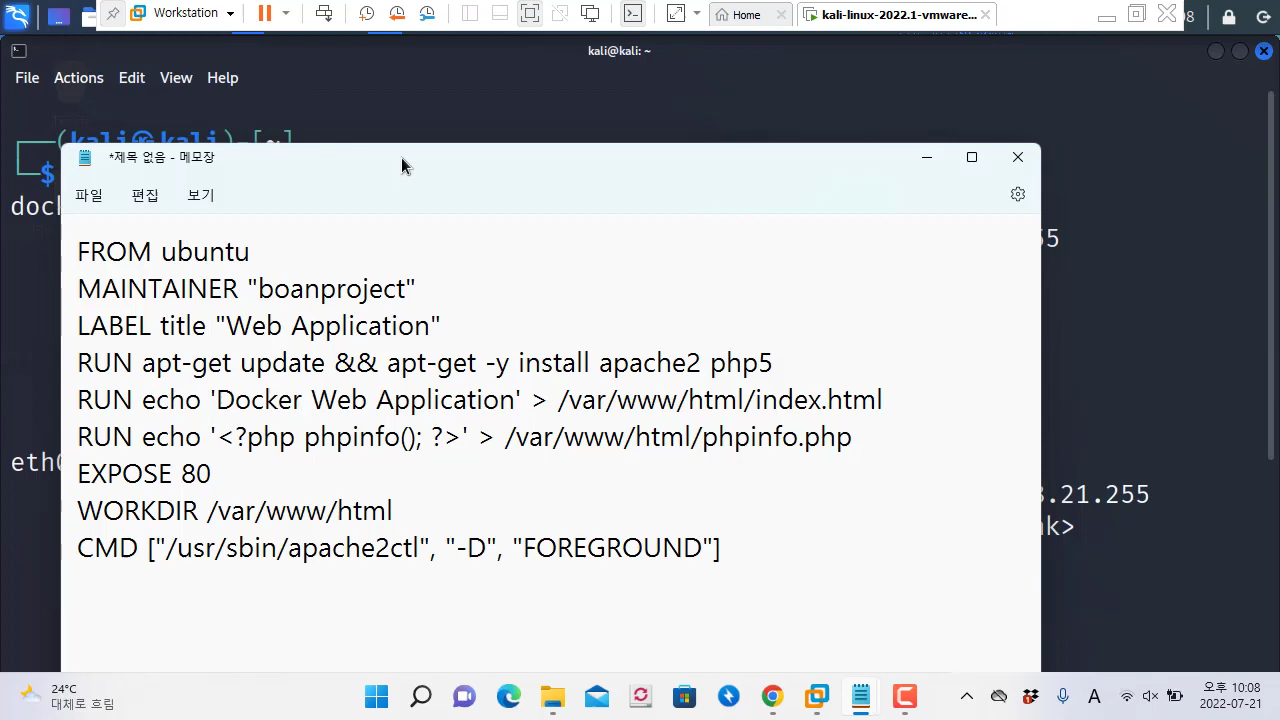 Workstation
Home
kali-linux-2022.1-vmware...
kali@kali: ~
File Actions Edit View Help
(kali㉿kali)-[~]
$
*제목 없음 - 메모장
파일 편집 보기
FROM ubuntu
MAINTAINER "boanproject"
LABEL title "Web Application"
RUN apt-get update && apt-get -y install apache2 php5
RUN echo 'Docker Web Application' > /var/www/html/index.html
RUN echo '<?php phpinfo(); ?>' > /var/www/html/phpinfo.php
EXPOSE 80
WORKDIR /var/www/html
CMD ["/usr/sbin/apache2ctl", "-D", "FOREGROUND"]
.21.255
24°C
대체로 흐림
A
오후 10:08
2022-07-21